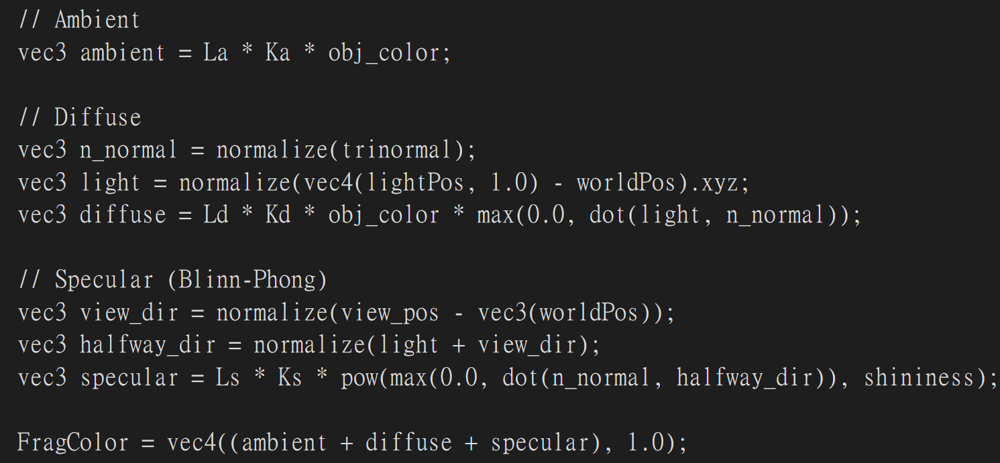 // Ambient
vec3 ambient = La * Ka * obj_color;
// Diffuse
vec3 n_normal = normalize(trinormal);
vec3 light = normalize(vec4(lightPos, 1.0) - worldPos).xyz;
vec3 diffuse = Ld * Kd * obj_color * max(0.0, dot(light, n_normal));
// Specular (Blinn-Phong)
vec3 view_dir = normalize(view_pos - vec3(worldPos));
vec3 halfway_dir = normalize(light + view_dir);
vec3 specular = Ls * Ks * pow(max(0.0, dot(n_normal, halfway_dir)), shininess);
FragColor = vec4((ambient + diffuse + specular), 1.0);